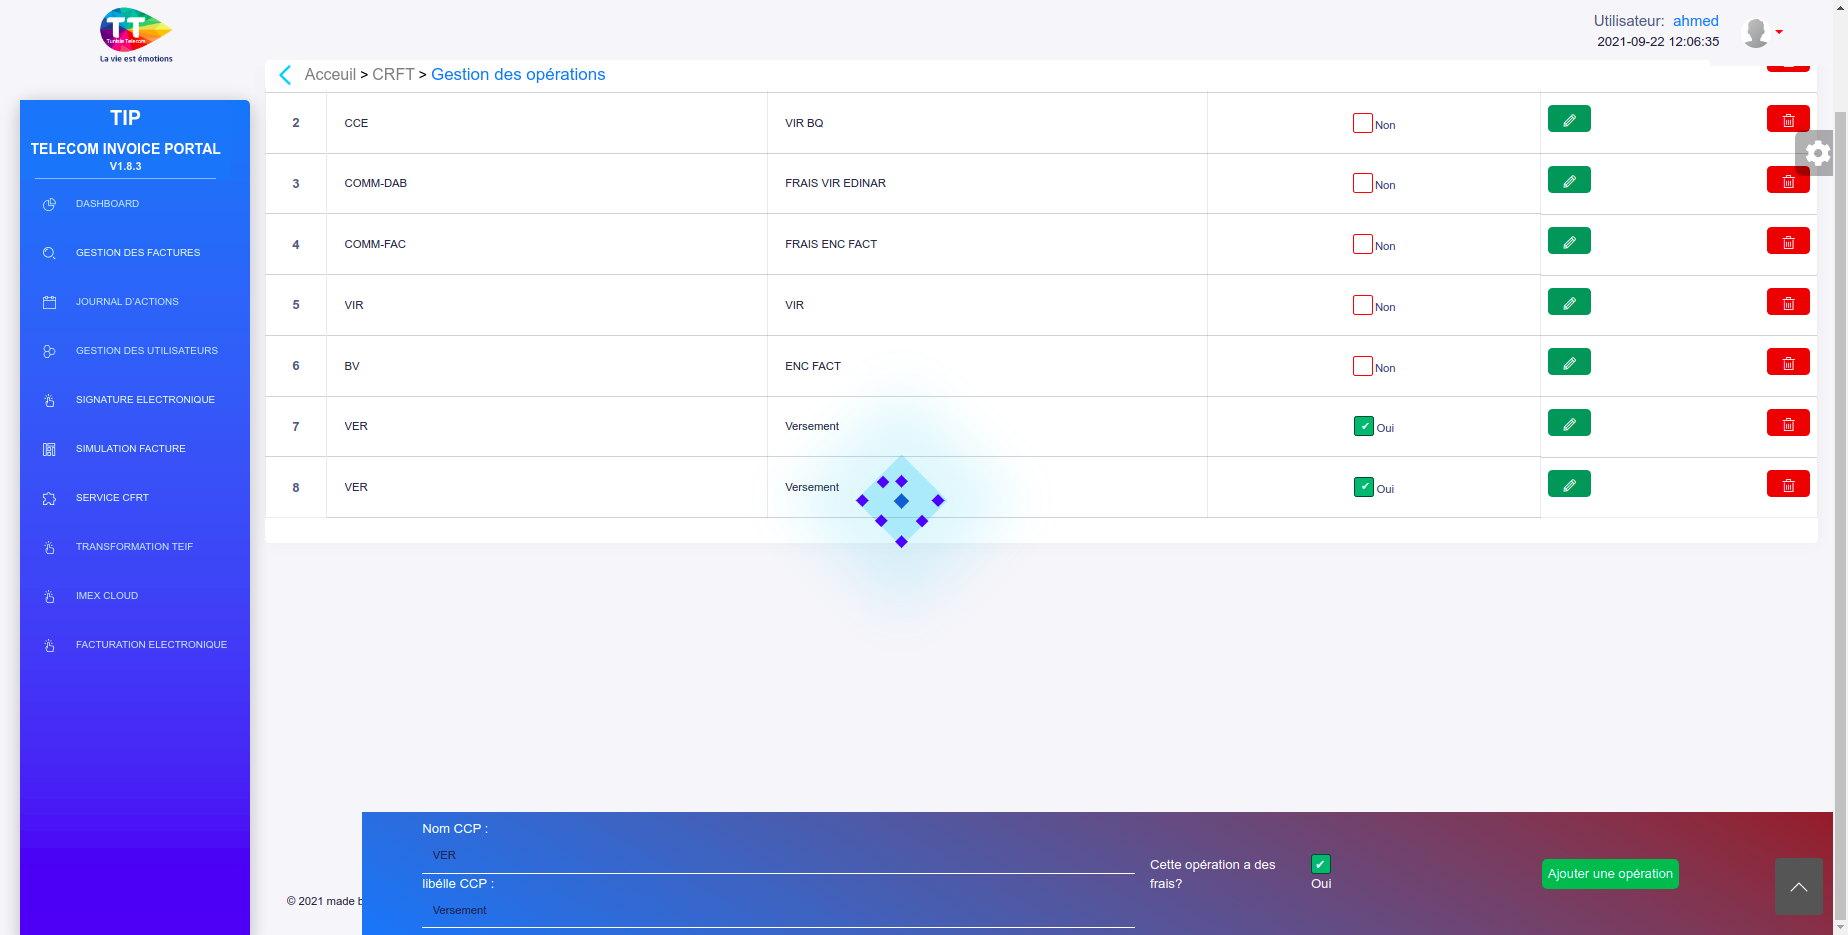 TT
Tunisie Telecom
La vie est émotions
Utilisateur: ahmed
2021-09-22 12:06:35
Acceuil > CRFT > Gestion des opérations
TIP
TELECOM INVOICE PORTAL
V1.8.3
DASHBOARD
GESTION DES FACTURES
JOURNAL D'ACTIONS
GESTION DES UTILISATEURS
SIGNATURE ELECTRONIQUE
SIMULATION FACTURE
SERVICE CFRT
TRANSFORMATION TEIF
IMEX CLOUD
FACTURATION ELECTRONIQUE
2 CCE VIR BQ Non
3 COMM-DAB FRAIS VIR EDINAR Non
4 COMM-FAC FRAIS ENC FACT Non
5 VIR VIR Non
6 BV ENC FACT Non
7 VER Versement Oui
8 VER Versement Oui
Nom CCP :
VER
libélle CCP :
Versement
Cette opération a des
frais?
Oui
Ajouter une opération
© 2021 made